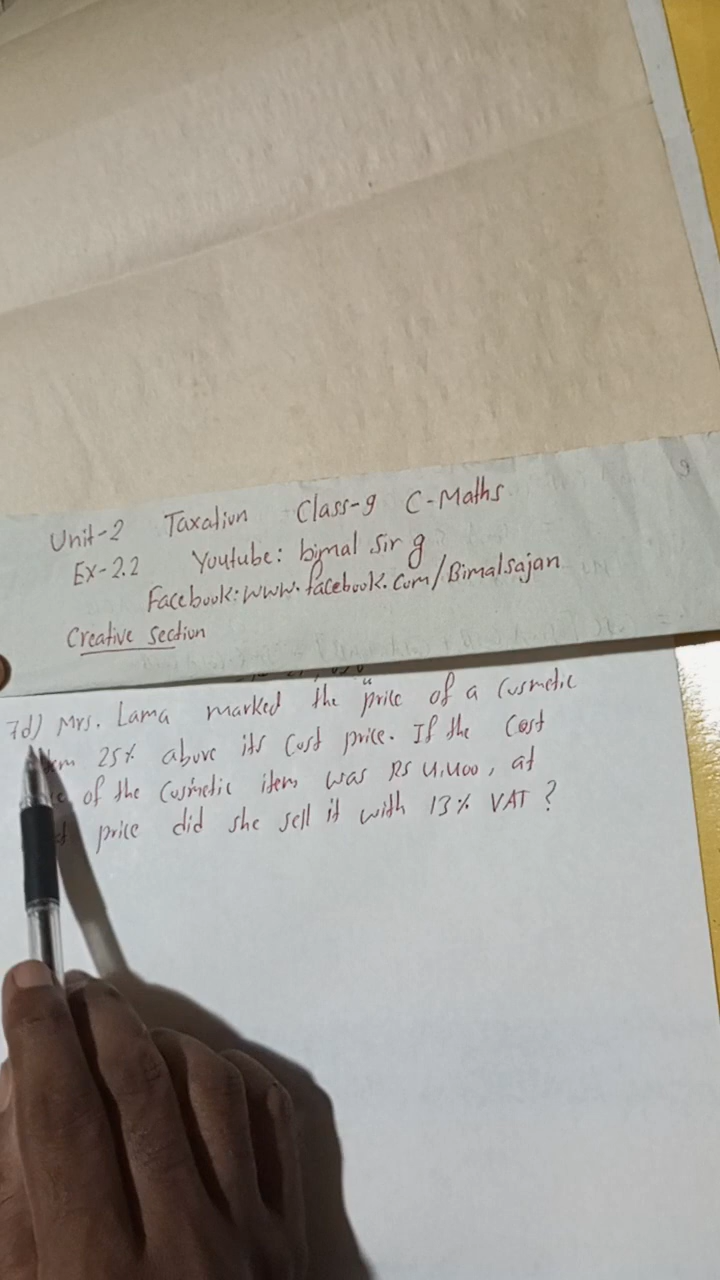 Unit-2 Taxation Class-9 C-Maths
Ex-2.2 Youtube: bimal sir g
Facebook: www.facebook.com/Bimalsajan
Creative section
7d) Mrs. Lama marked the price of a Cosmetic
25% above its Cost price. If the Cost
of the Cosmetic item was RS 4,400, at
price did she sell it with 13% VAT ?